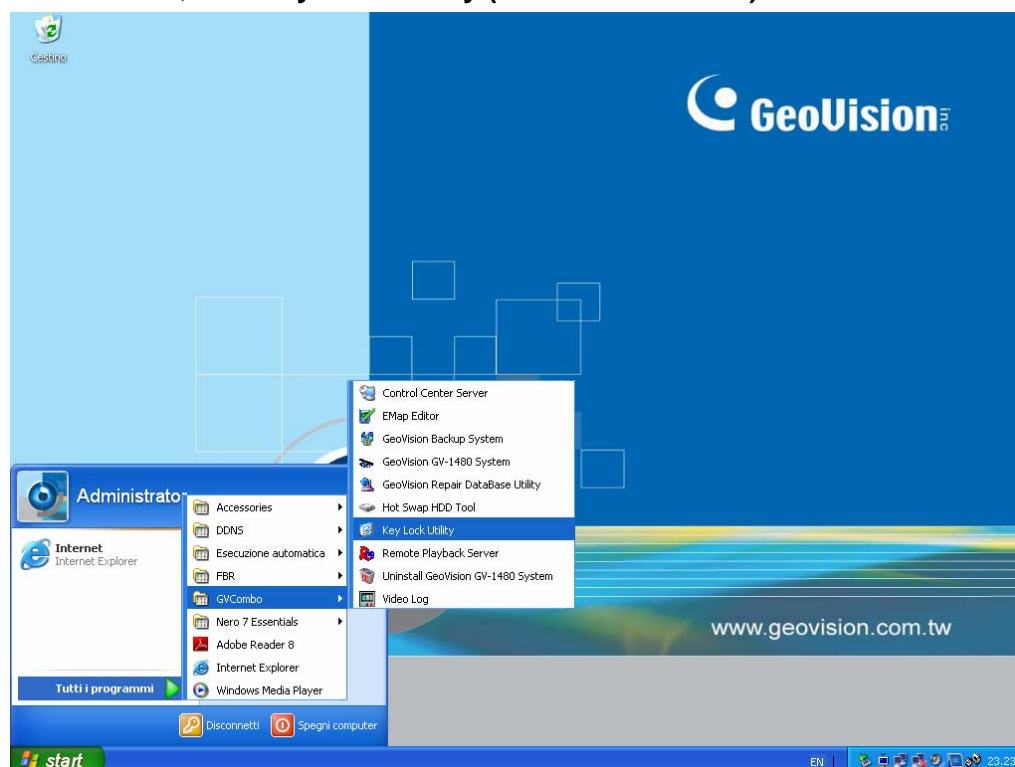 Cestino
GeoVision inc
Administrator
Internet
Internet Explorer
Tutti i programmi
Accessories
DDNS
Esecuzione automatica
FBR
GVCombo
Nero 7 Essentials
Adobe Reader 8
Internet Explorer
Windows Media Player
Control Center Server
EMap Editor
GeoVision Backup System
GeoVision GV-1480 System
GeoVision Repair DataBase Utility
Hot Swap HDD Tool
Key Lock Utility
Remote Playback Server
Uninstall GeoVision GV-1480 System
Video Log
www.geovision.com.tw
Disconnetti
Spegni computer
start
EN
23.23